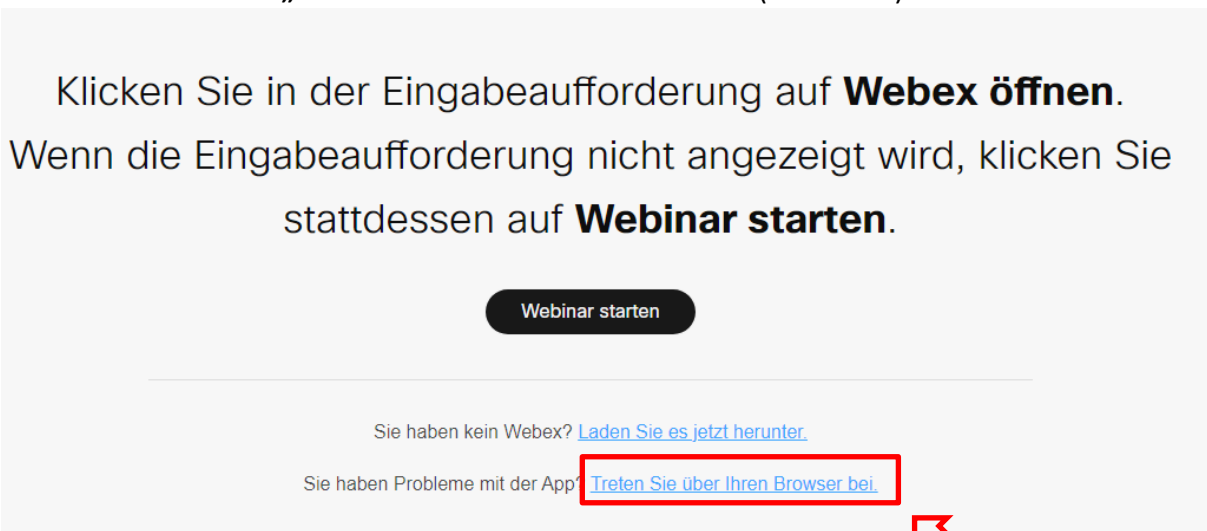 Klicken Sie in der Eingabeaufforderung auf Webex öffnen.
Wenn die Eingabeaufforderung nicht angezeigt wird, klicken Sie
stattdessen auf Webinar starten.
Webinar starten
Sie haben kein Webex? Laden Sie es jetzt herunter.
Sie haben Probleme mit der App? Treten Sie über Ihren Browser bei.